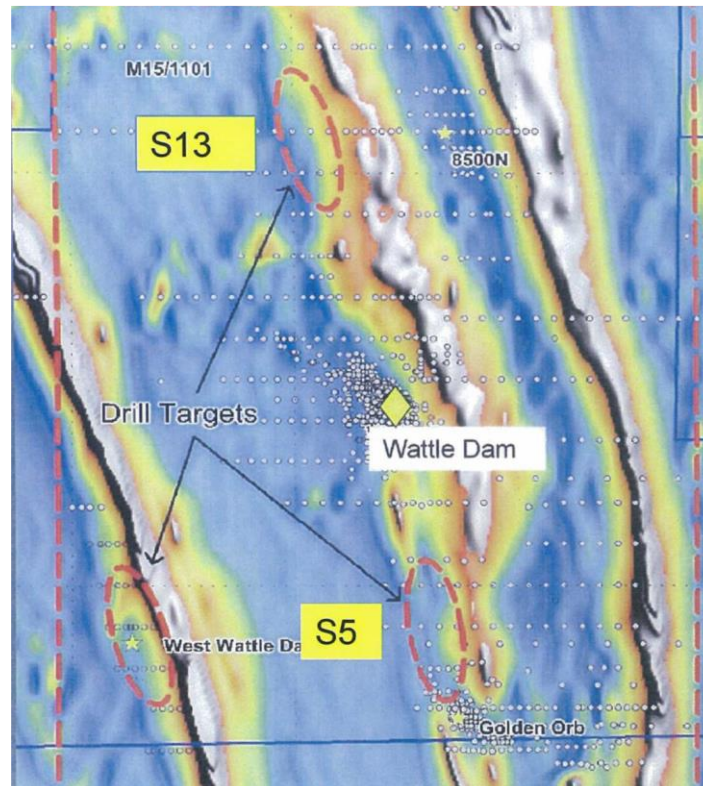 M15/1101
S13
8500N
Drill Targets
Wattle Dam
S5
West Wattle Da
Golden Orb